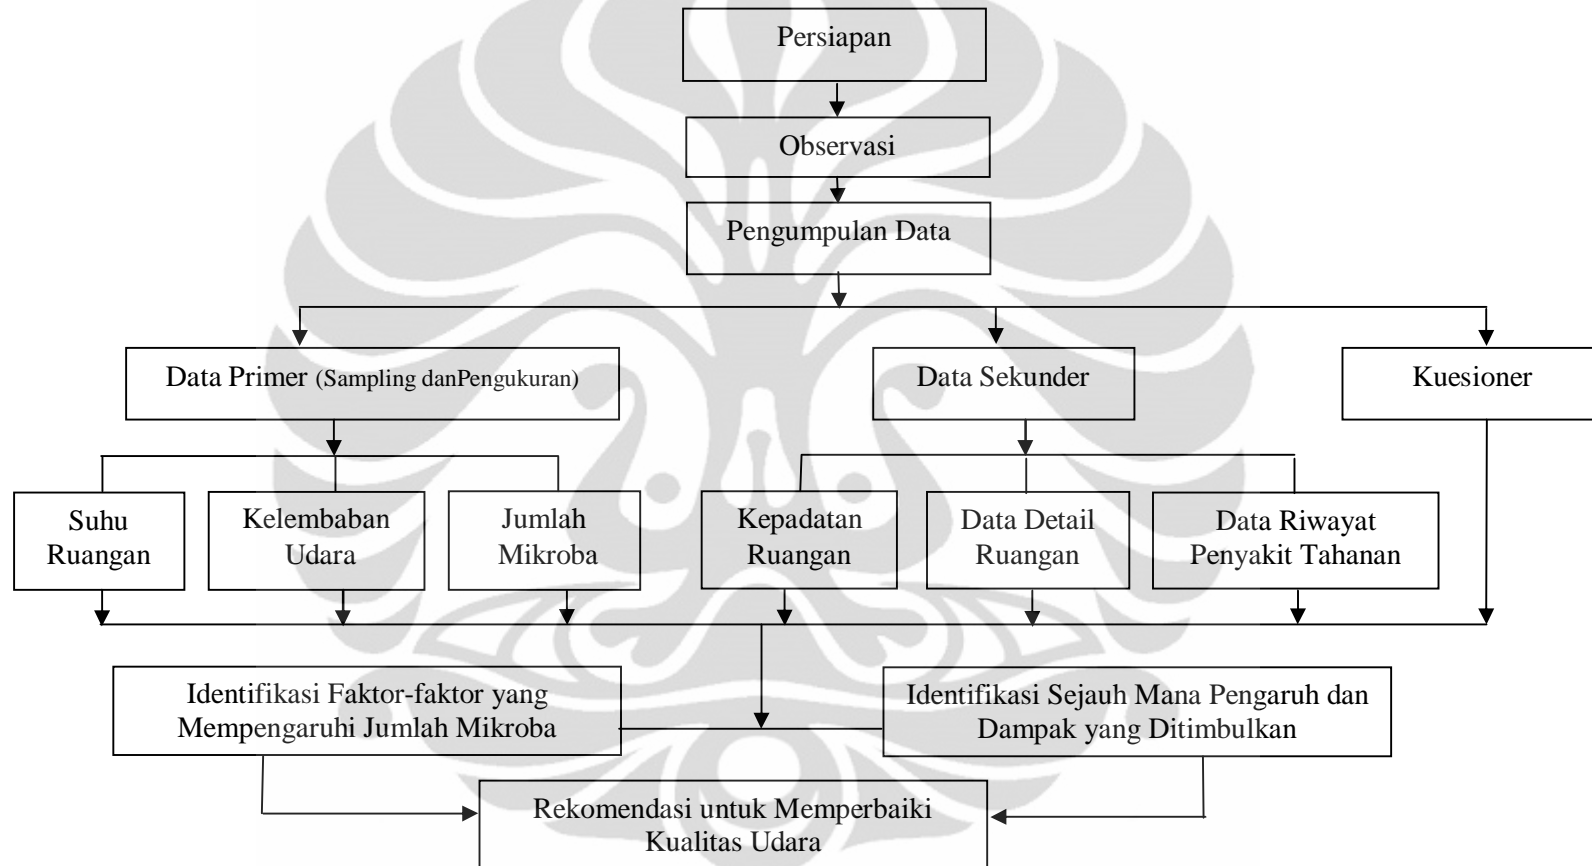 Persiapan
Observasi
Pengumpulan Data
Data Primer (Sampling danPengukuran)
Data Sekunder
Kuesioner
Suhu
Ruangan
Kelembaban
Udara
Jumlah
Mikroba
Kepadatan
Ruangan
Data Detail
Ruangan
Data Riwayat
Penyakit Tahanan
Identifikasi Faktor-faktor yang
Mempengaruhi Jumlah Mikroba
Identifikasi Sejauh Mana Pengaruh dan
Dampak yang Ditimbulkan
Rekomendasi untuk Memperbaiki
Kualitas Udara